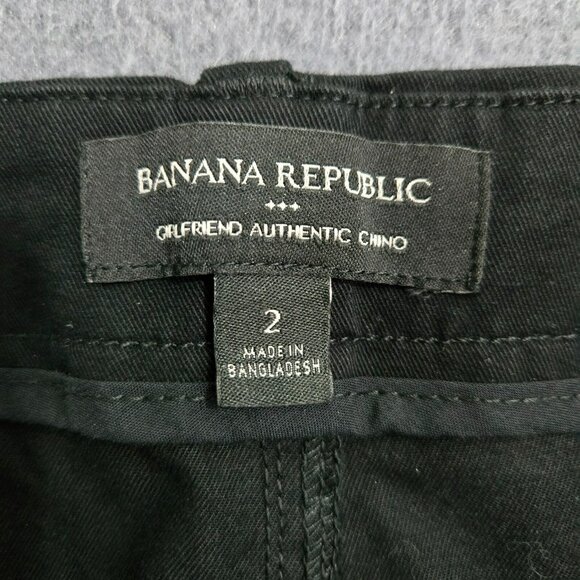 BANANA REPUBLIC
GIRLFRIEND AUTHENTIC CHINO
2
MADE IN
BANGLADESH